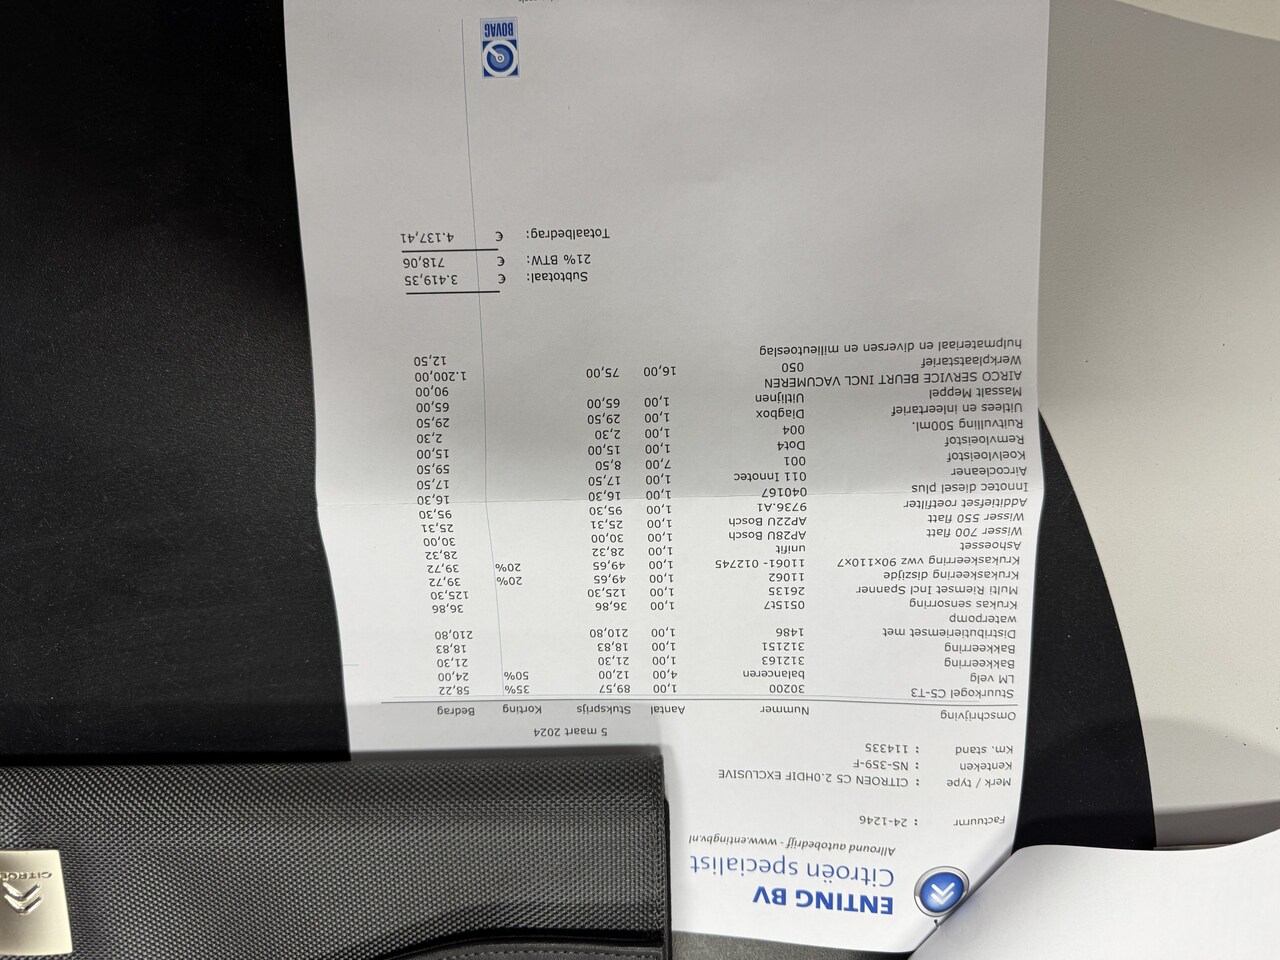 ENTING BV
Citroën specialist
Allround autobedrijf - www.entingbv.nl
Factuurnr : 24-1246
Merk / type : CITROEN C5 2.0HDIF EXCLUSIVE
Kenteken : NS-359-F
Km. stand : 114335
5 maart 2024
Omschrijving Nummer Aantal Stuksprijs Korting Bedrag
Stuurkogel C5-T3 30200 1,00 89,57 35% 58,22
LM velg balanceren 4,00 12,00 50% 24,00
Bakkeerring 312163 1,00 21,30 21,30
Bakkeerring 312151 1,00 18,83 18,83
Distributieriemset met 1486 1,00 210,80 210,80
waterpomp
Krukas sensorring 0515t7 1,00 36,86 36,86
Multi Riemset Incl Spanner 26135 1,00 125,30 125,30
Krukaskeerring diszijde 11062 1,00 49,65 20% 39,72
Krukaskeerring vwz 90x110x7 11061- 012745 1,00 49,65 20% 39,72
Ashoesset unifit 1,00 28,32 28,32
Wisser 700 flatt AP28U Bosch 1,00 30,00 30,00
Wisser 550 flatt AP22U Bosch 1,00 25,31 25,31
Additiefset roetfilter 9736.A1 1,00 95,30 95,30
Innotec diesel plus 040167 1,00 16,30 16,30
Aircocleaner 011 Innotec 1,00 17,50 17,50
Koelvloeistof 001 7,00 8,50 59,50
Remvloeistof Dot4 1,00 15,00 15,00
Ruitvulling 500ml. 004 1,00 2,30 2,30
Uitlees en inleertarief Diagbox 1,00 29,50 29,50
Massalt Meppel Uitlijnen 1,00 65,00 65,00
AIRCO SERVICE BEURT INCL VACUMEREN 90,00
Werkplaatstarief 050 16,00 75,00 1.200,00
hulpmateriaal en diversen en milieutoeslag 12,50
Subtotaal: € 3.419,35
21% BTW: € 718,06
Totaalbedrag: € 4.137,41
BOVAG
CITROË